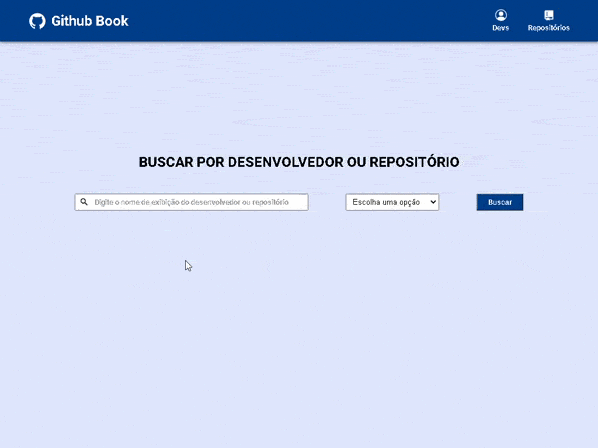 Github Book
Devs
Repositórios
BUSCAR POR DESENVOLVEDOR OU REPOSITÓRIO
Digite o nome de exibição do desenvolvedor ou repositório
Escolha uma opção
Buscar